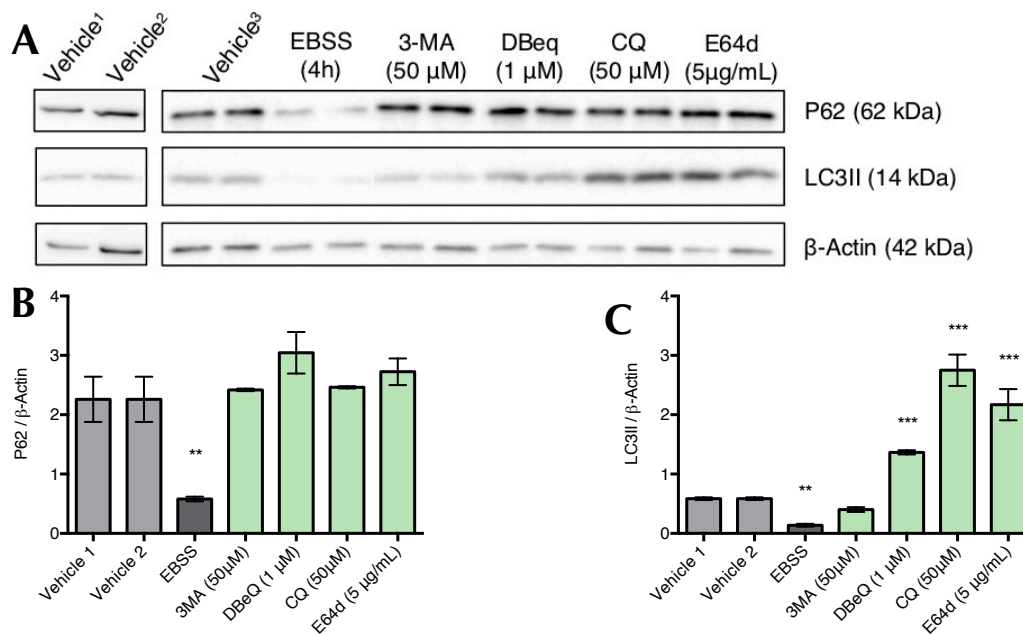 A
Vehicle¹ Vehicle² Vehicle³ EBSS 3-MA DBeq CQ E64d
(4h) (50 µM) (1 µM) (50 µM) (5µg/mL)
P62 (62 kDa)
LC3II (14 kDa)
β-Actin (42 kDa)
B
P62 / β-Actin
4
3
2
1
0
**
Vehicle 1
Vehicle 2
EBSS
3MA (50µM)
DBeQ (1 µM)
CQ (50µM)
E64d (5 µg/mL)
C
LC3II / β-Actin
4
3
2
1
0
**
***
***
***
Vehicle 1
Vehicle 2
EBSS
3MA (50µM)
DBeQ (1 µM)
CQ (50µM)
E64d (5 µg/mL)